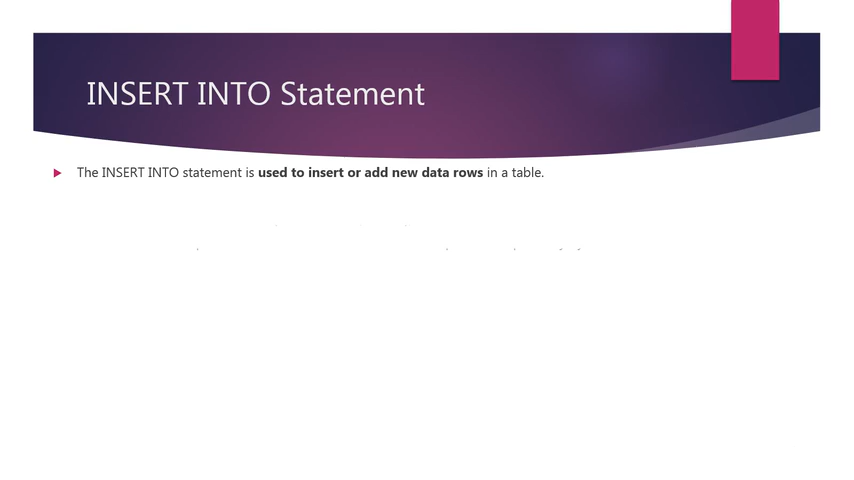 INSERT INTO Statement
The INSERT INTO statement is used to insert or add new data rows in a table.